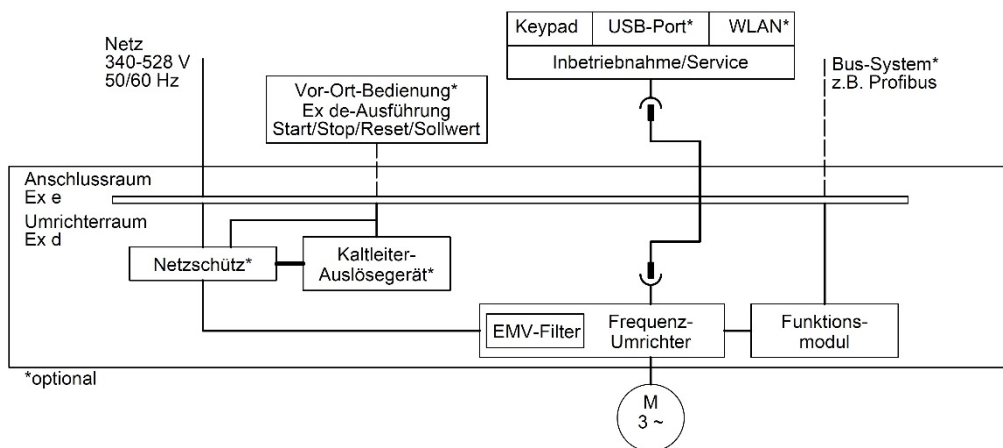 Netz
340-528 V
50/60 Hz
Vor-Ort-Bedienung*
Ex de-Ausführung
Start/Stop/Reset/Sollwert
Keypad
USB-Port*
WLAN*
Inbetriebnahme/Service
Bus-System*
z.B. Profibus
Anschlussraum
Ex e
Umrichterraum
Ex d
Netzschütz*
Kaltleiter-
Auslösegerät*
EMV-Filter
Frequenz-
Umrichter
Funktions-
modul
*optional
M
3 ~